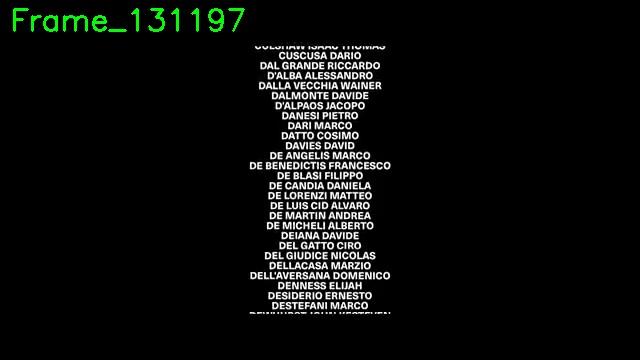 Frame_131197
CULSHAW ISAAC THOMAS
CUSCUSA DARIO
DAL GRANDE RICCARDO
D'ALBA ALESSANDRO
DALLA VECCHIA WAINER
DALMONTE DAVIDE
D'ALPAOS JACOPO
DANESI PIETRO
DARI MARCO
DATTO COSIMO
DAVIES DAVID
DE ANGELIS MARCO
DE BENEDICTIS FRANCESCO
DE BLASI FILIPPO
DE CANDIA DANIELA
DE LORENZI MATTEO
DE LUIS CID ALVARO
DE MARTIN ANDREA
DE MICHELI ALBERTO
DEIANA DAVIDE
DEL GATTO CIRO
DEL GIUDICE NICOLAS
DELLACASA MARZIO
DELL'AVERSANA DOMENICO
DENNESS ELIJAH
DESIDERIO ERNESTO
DESTEFANI MARCO